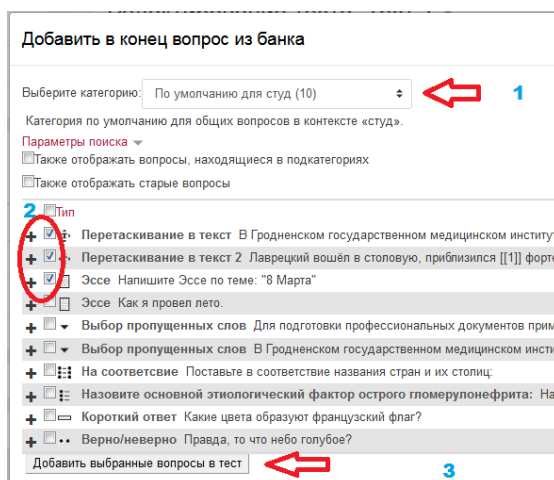 Добавить в конец вопрос из банка
Выберите категорию: По умолчанию для студ (10) 1
Категория по умолчанию для общих вопросов в контексте «студ».
Параметры поиска
Также отображать вопросы, находящиеся в подкатегориях
Также отображать старые вопросы
2 Тип
Перетаскивание в текст В Гродненском государственном медицинском институт
Перетаскивание в текст 2 Лаврецкий вошёл в столовую, приблизился [[1]] форте
Эссе Напишите Эссе по теме: "8 Марта"
Эссе Как я провел лето.
Выбор пропущенных слов Для подготовки профессиональных документов прим
Выбор пропущенных слов В Гродненском государственном медицинском инсти
На соответсвие Поставьте в соответствие названия стран и их столиц:
Назовите основной этиологический фактор острого гломерулонефрита: На
Короткий ответ Какие цвета образуют французский флаг?
Верно/неверно Правда, то что небо голубое?
Добавить выбранные вопросы в тест 3